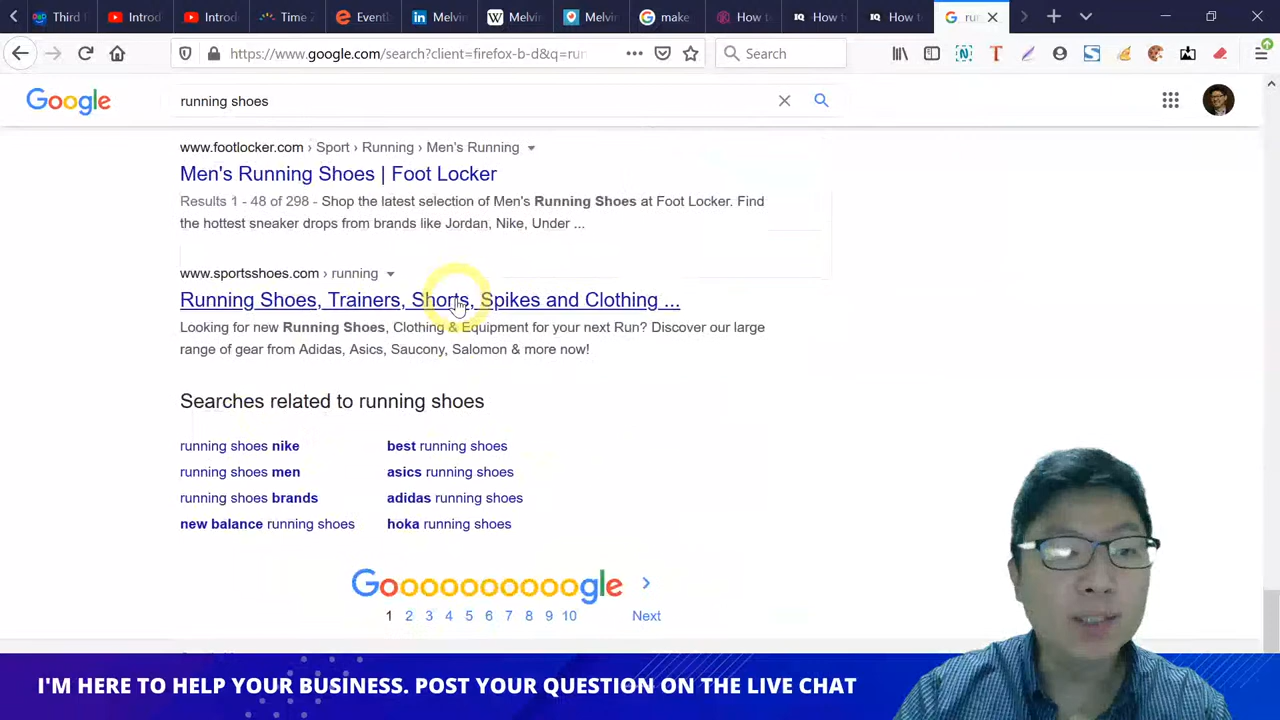 Third
Introd
Introd
Time
Eventl
Melvin
Melvi
Melvin
make
How t
How to
How t
ru
https://www.google.com/search?client=firefox-b-d&q=run
Search
Google
running shoes
www.footlocker.com › Sport › Running › Men's Running
Men's Running Shoes | Foot Locker
Results 1 - 48 of 298 - Shop the latest selection of Men's Running Shoes at Foot Locker. Find
the hottest sneaker drops from brands like Jordan, Nike, Under ...
www.sportsshoes.com › running
Running Shoes, Trainers, Shorts, Spikes and Clothing ...
Looking for new Running Shoes, Clothing & Equipment for your next Run? Discover our large
range of gear from Adidas, Asics, Saucony, Salomon & more now!
Searches related to running shoes
running shoes nike
best running shoes
running shoes men
asics running shoes
running shoes brands
adidas running shoes
new balance running shoes
hoka running shoes
Goooooooooogle
1 2 3 4 5 6 7 8 9 10 Next
I'M HERE TO HELP YOUR BUSINESS. POST YOUR QUESTION ON THE LIVE CHAT